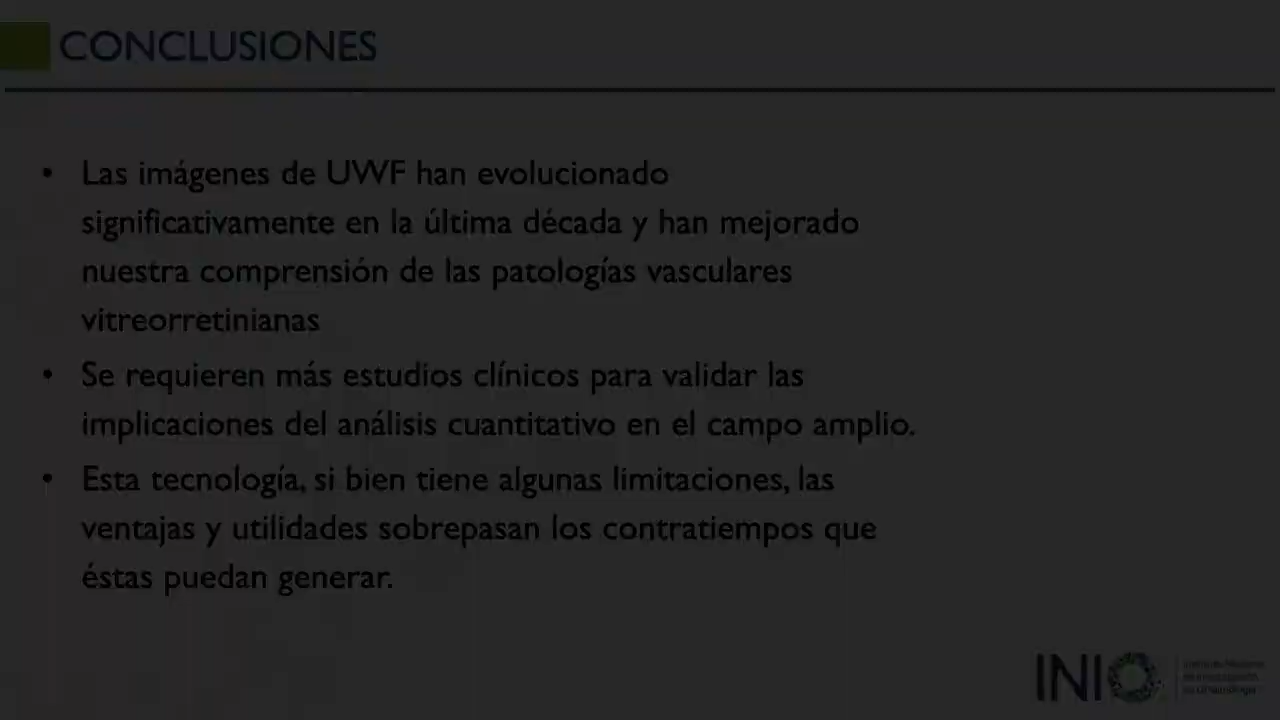 CONCLUSIONES
• Las imágenes de UWF han evolucionado
significativamente en la última década y han mejorado
nuestra comprensión de las patologías vasculares
vitreorretinianas
• Se requieren más estudios clínicos para validar las
implicaciones del análisis cuantitativo en el campo amplio.
• Esta tecnología, si bien tiene algunas limitaciones, las
ventajas y utilidades sobrepasan los contratiempos que
éstas puedan generar.
INIO